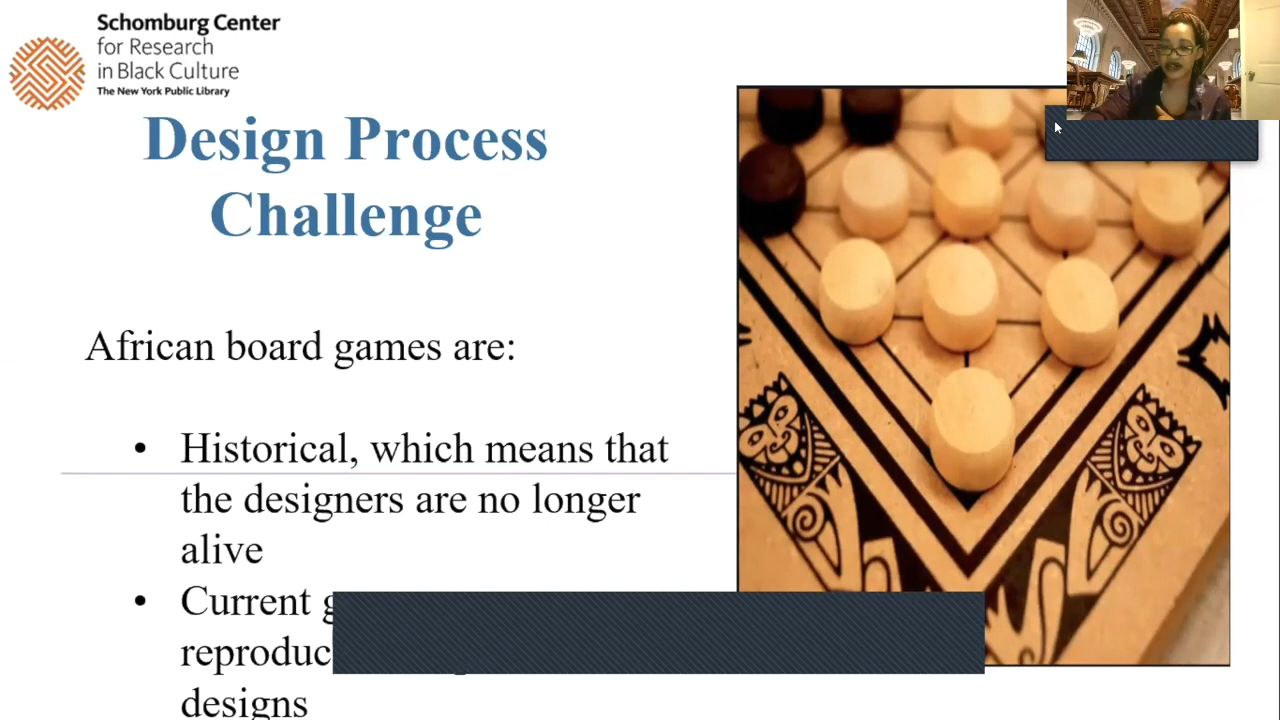 Schomburg Center
for Research
in Black Culture
The New York Public Library
Design Process
Challenge
African board games are:
• Historical, which means that
the designers are no longer
alive
• Current
designs